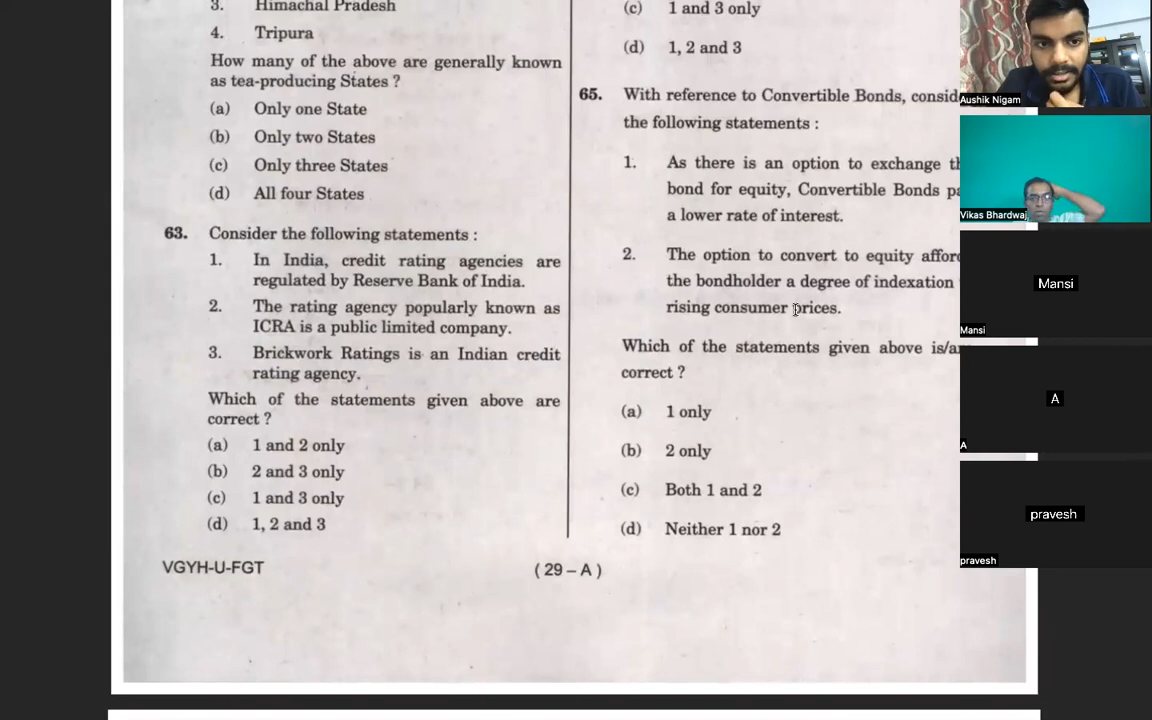 3. Himachal Pradesh
4. Tripura
How many of the above are generally known
as tea-producing States ?
(a) Only one State
(b) Only two States
(c) Only three States
(d) All four States
63. Consider the following statements :
1. In India, credit rating agencies are
regulated by Reserve Bank of India.
2. The rating agency popularly known as
ICRA is a public limited company.
3. Brickwork Ratings is an Indian credit
rating agency.
Which of the statements given above are
correct ?
(a) 1 and 2 only
(b) 2 and 3 only
(c) 1 and 3 only
(d) 1, 2 and 3
VGYH-U-FGT
( 29 – A )
(c) 1 and 3 only
(d) 1, 2 and 3
65. With reference to Convertible Bonds,
the following statements :
1. As there is an option to exchange
bond for equity, Convertible Bonds
a lower rate of interest.
2. The option to convert to equity
the bondholder a degree of indexation
rising consumer prices.
Which of the statements given above
correct ?
(a) 1 only
(b) 2 only
(c) Both 1 and 2
(d) Neither 1 nor 2
Aushik Nigam
Vikas Bhardwaj
Mansi
Mansi
A
A
pravesh
pravesh